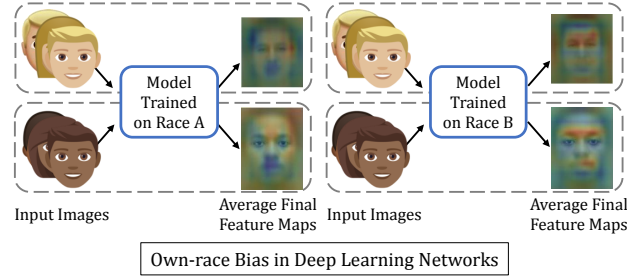 Model
Trained
on Race A
Model
Trained
on Race B
Input Images
Average Final
Feature Maps
Input Images
Average Final
Feature Maps
Own-race Bias in Deep Learning Networks